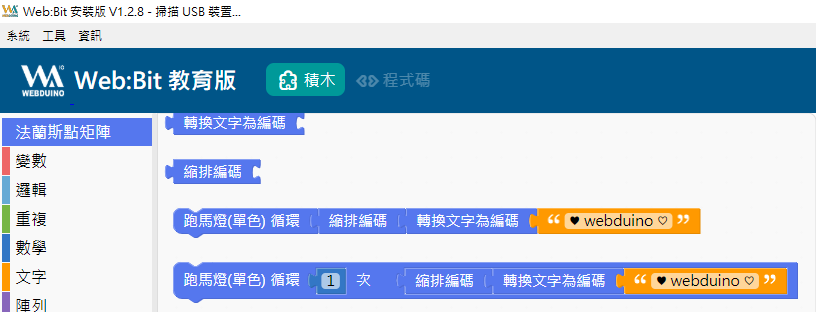 Web:Bit 安裝版 V1.2.8 - 掃描 USB 裝置...
系統 工具 資訊
WEBDUINO Web:Bit 教育版 積木 程式碼
法蘭斯點矩陣
變數
邏輯
重複
數學
文字
陣列
轉換文字為編碼
縮排編碼
跑馬燈(單色) 循環 縮排編碼 轉換文字為編碼 “ ♥ webduino ♡ ”
跑馬燈(單色) 循環 1 次 縮排編碼 轉換文字為編碼 “ ♥ webduino ♡ ”